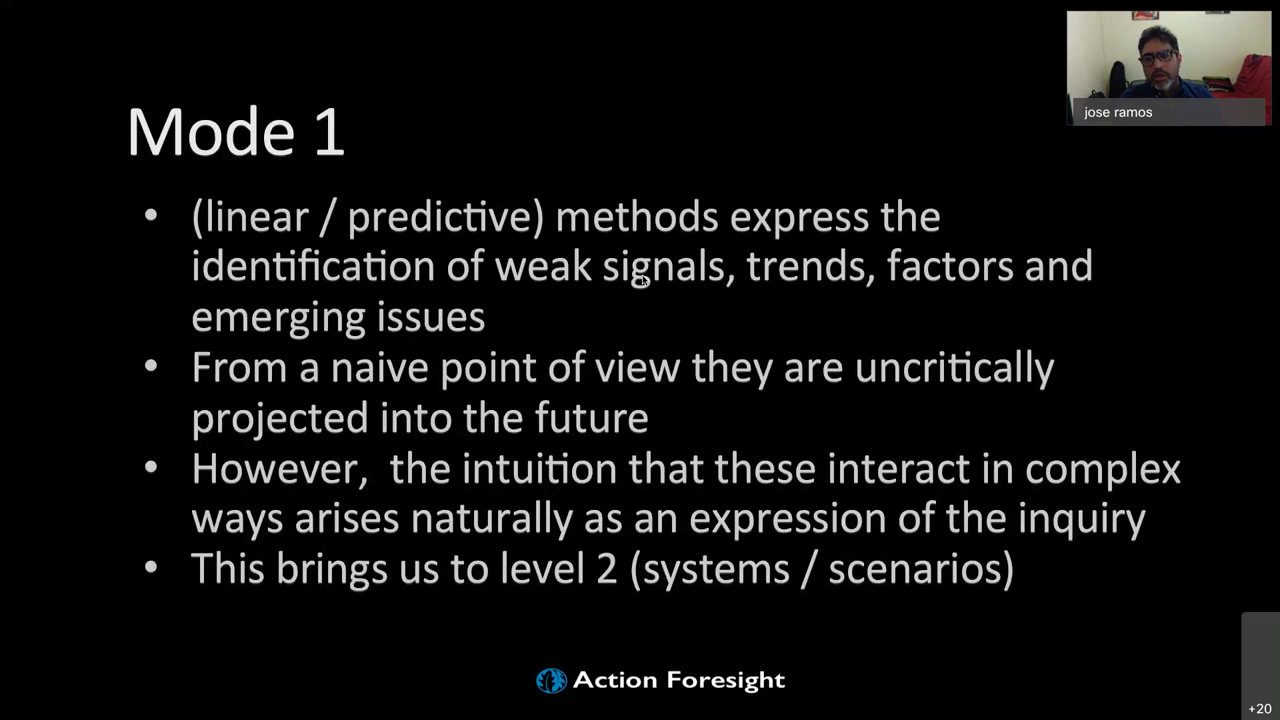 jose ramos
Mode 1
• (linear / predictive) methods express the
identification of weak signals, trends, factors and
emerging issues
• From a naive point of view they are uncritically
projected into the future
• However,  the intuition that these interact in complex
ways arises naturally as an expression of the inquiry
• This brings us to level 2 (systems / scenarios)
Action Foresight
+20